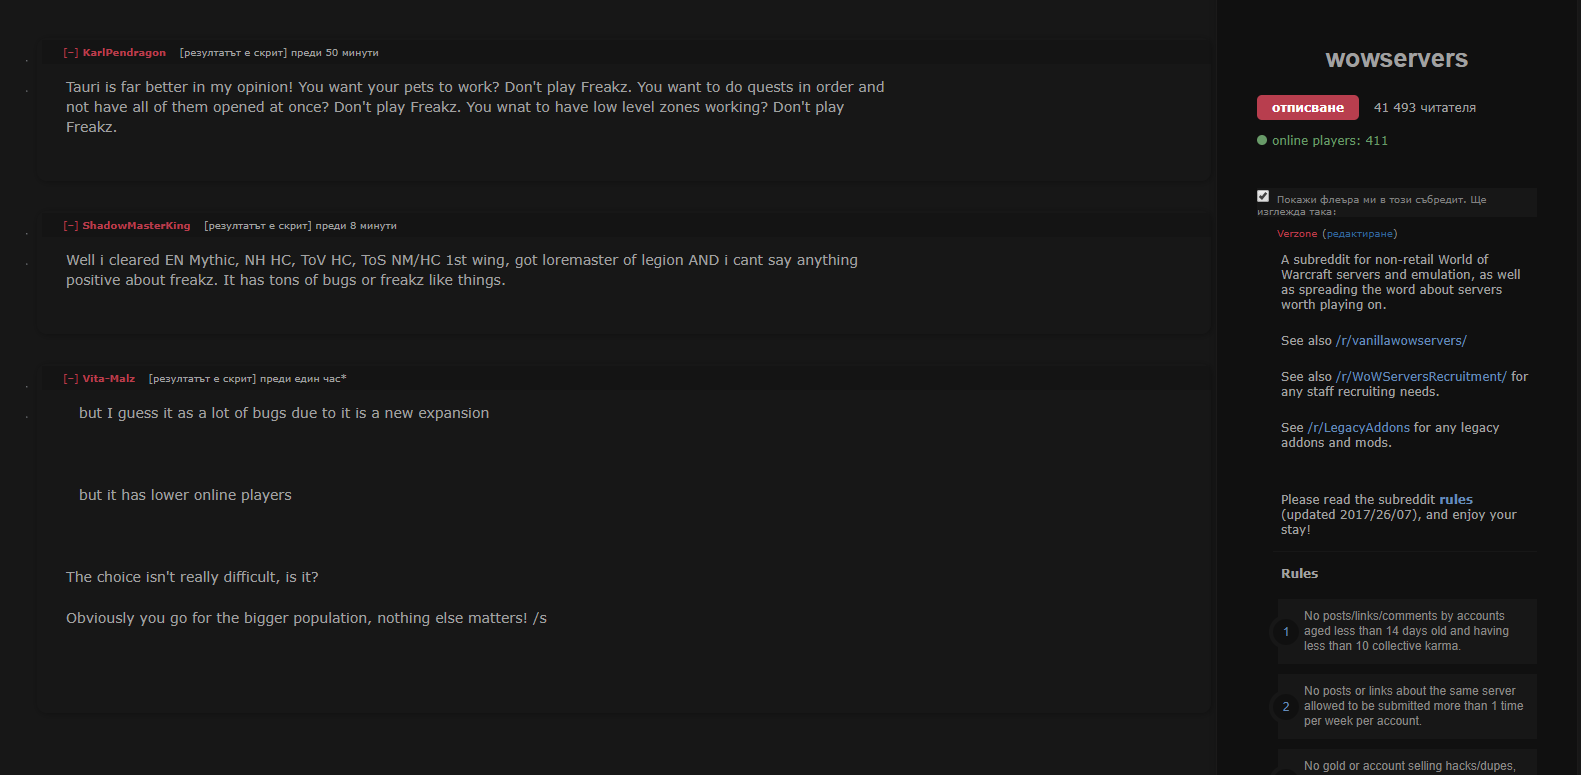 [–] KarlPendragon [резултатът е скрит] преди 50 минути
Tauri is far better in my opinion! You want your pets to work? Don't play Freakz. You want to do quests in order and
not have all of them opened at once? Don't play Freakz. You wnat to have low level zones working? Don't play
Freakz.
[–] ShadowMasterKing [резултатът е скрит] преди 8 минути
Well i cleared EN Mythic, NH HC, ToV HC, ToS NM/HC 1st wing, got loremaster of legion AND i cant say anything
positive about freakz. It has tons of bugs or freakz like things.
[–] Vita-Malz [резултатът е скрит] преди един час*
but I guess it as a lot of bugs due to it is a new expansion
but it has lower online players
The choice isn't really difficult, is it?
Obviously you go for the bigger population, nothing else matters! /s
wowservers
отписване 41 493 читателя
online players: 411
Покажи флеъра ми в този събредит. Ще
изглежда така:
Verzone (редактиране)
A subreddit for non-retail World of
Warcraft servers and emulation, as well
as spreading the word about servers
worth playing on.
See also /r/vanillawowservers/
See also /r/WoWServersRecruitment/ for
any staff recruiting needs.
See /r/LegacyAddons for any legacy
addons and mods.
Please read the subreddit rules
(updated 2017/26/07), and enjoy your
stay!
Rules
No posts/links/comments by accounts
1 aged less than 14 days old and having
less than 10 collective karma.
No posts or links about the same server
2 allowed to be submitted more than 1 time
per week per account.
No gold or account selling hacks/dupes,